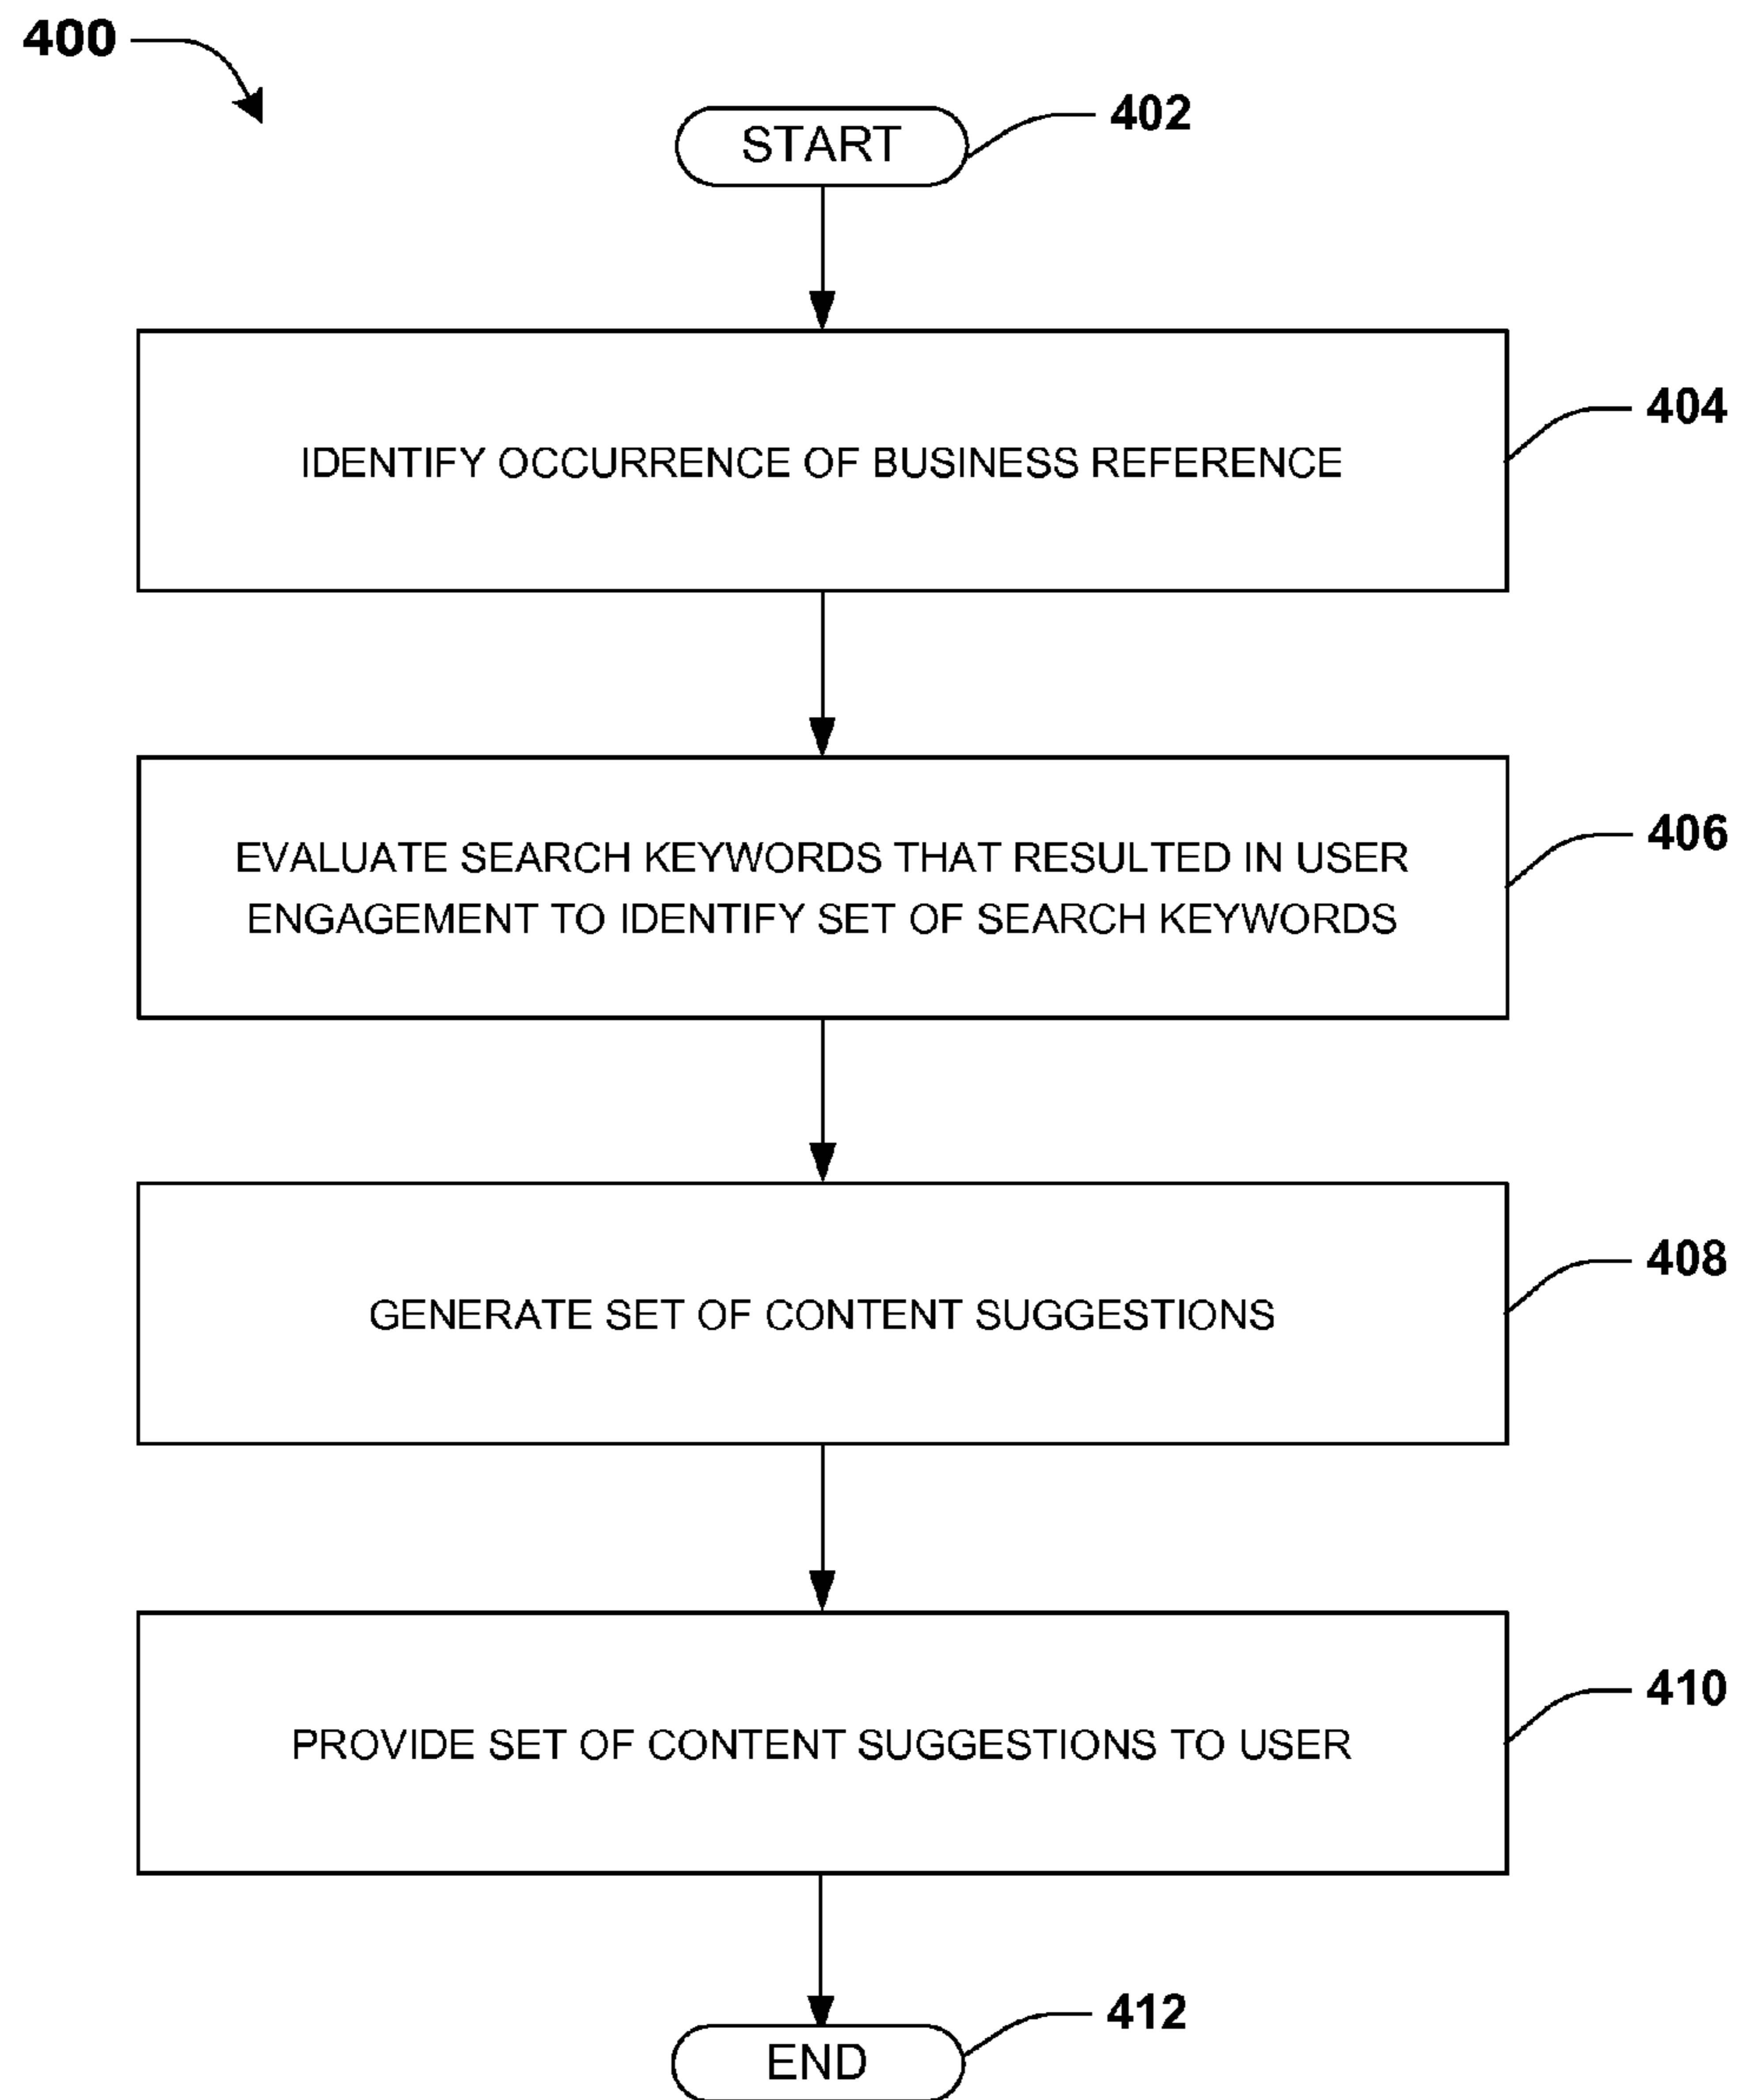 400
START
402
IDENTIFY OCCURRENCE OF BUSINESS REFERENCE
404
EVALUATE SEARCH KEYWORDS THAT RESULTED IN USER
ENGAGEMENT TO IDENTIFY SET OF SEARCH KEYWORDS
406
GENERATE SET OF CONTENT SUGGESTIONS
408
PROVIDE SET OF CONTENT SUGGESTIONS TO USER
410
END
412